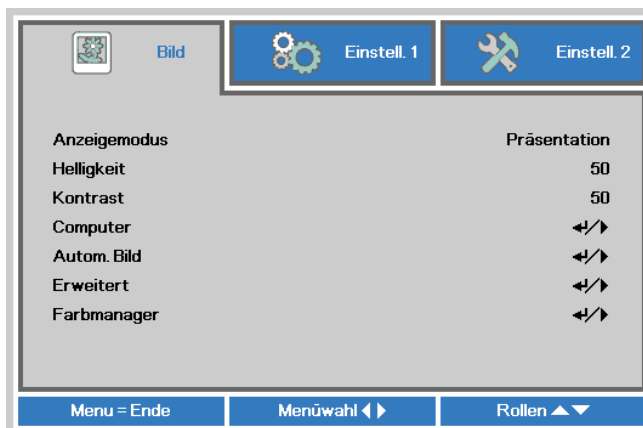 Bild Einstell. 1 Einstell. 2
Anzeigemodus Präsentation
Helligkeit 50
Kontrast 50
Computer ↵/▶
Autom. Bild ↵/▶
Erweitert ↵/▶
Farbmanager ↵/▶
Menu = Ende Menüwahl ◀▶ Rollen ▲▼